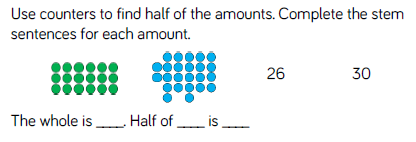 Use counters to find half of the amounts. Complete the stem
sentences for each amount.
26 30
The whole is ____. Half of ____ is ____